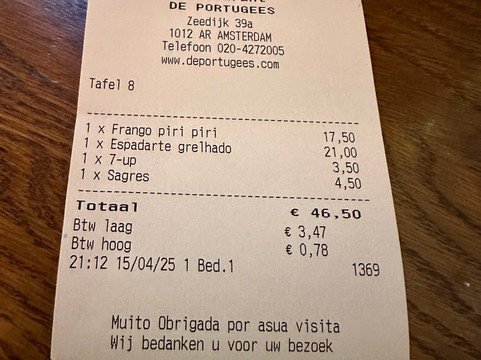 DE PORTUGEES
Zeedijk 39a
1012 AR AMSTERDAM
Telefoon 020-4272005
www.deportugees.com
Tafel 8
1 x Frango piri piri 17,50
1 x Espadarte grelhado 21,00
1 x 7-up 3,50
1 x Sagres 4,50
Totaal € 46,50
Btw laag € 3,47
Btw hoog € 0,78
21:12 15/04/25 1 Bed.1 1369
Muito Obrigada por asua visita
Wij bedanken u voor uw bezoek